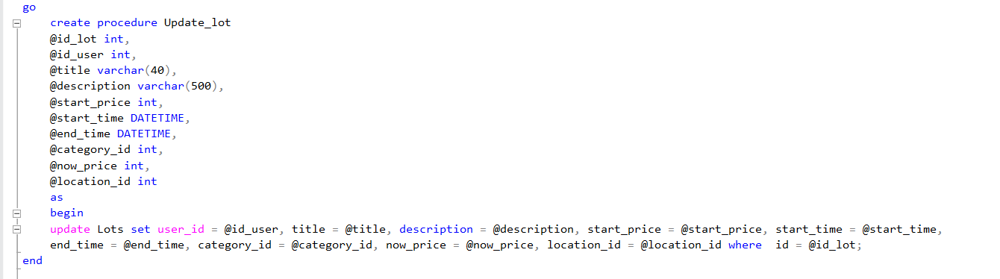 go
create procedure Update_lot
@id_lot int,
@id_user int,
@title varchar(40),
@description varchar(500),
@start_price int,
@start_time DATETIME,
@end_time DATETIME,
@category_id int,
@now_price int,
@location_id int
as
begin
update Lots set user_id = @id_user, title = @title, description = @description, start_price = @start_price, start_time = @start_time,
end_time = @end_time, category_id = @category_id, now_price = @now_price, location_id = @location_id where  id = @id_lot;
end